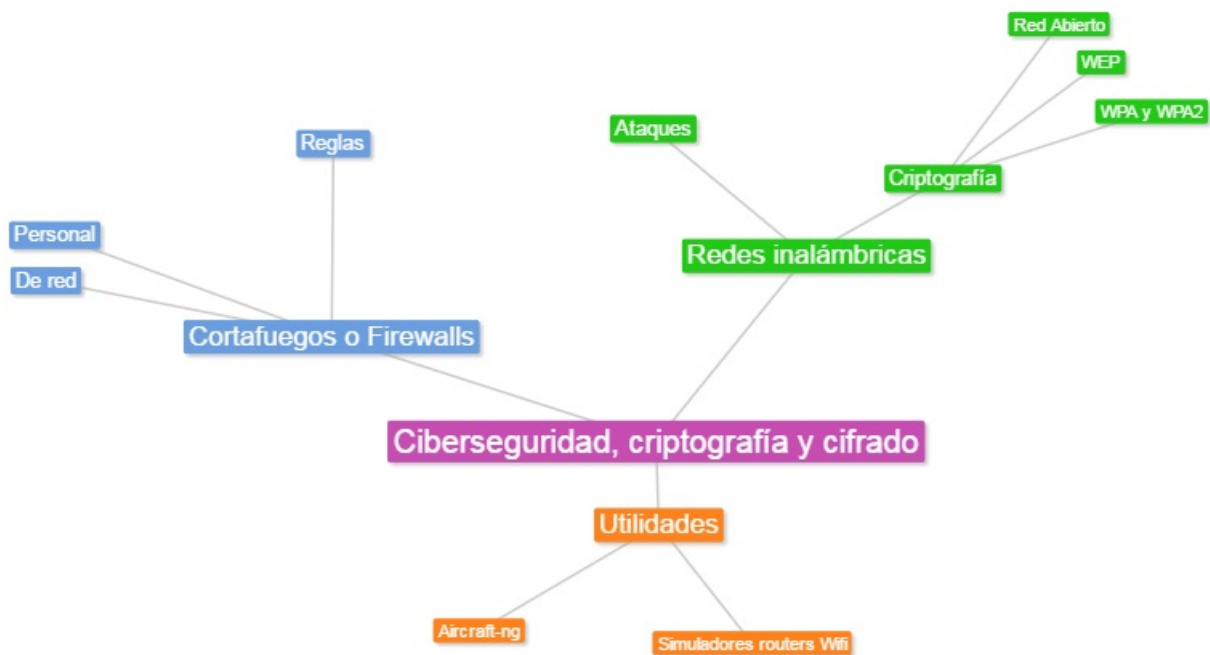 Red Abierto
WEP
WPA y WPA2
Ataques
Reglas
Criptografía
Personal
Redes inalámbricas
De red
Cortafuegos o Firewalls
Ciberseguridad, criptografía y cifrado
Utilidades
Aircraft-ng
Simuladores routers Wifi